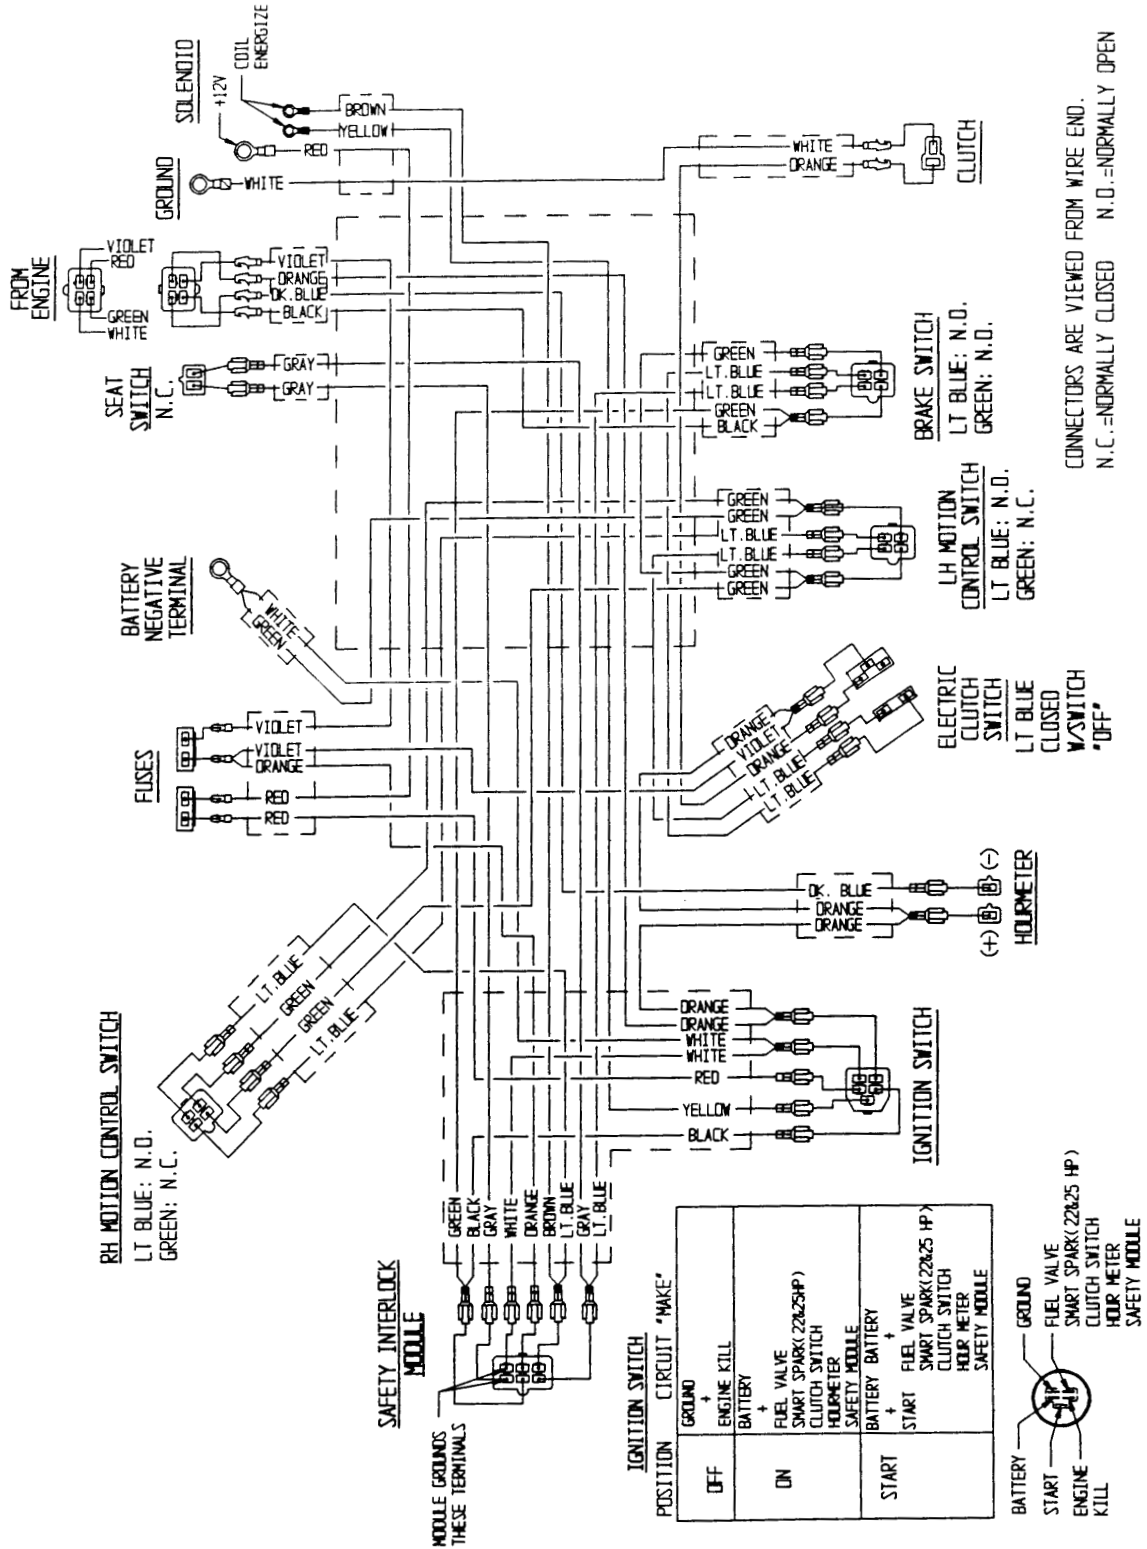 SOLENOID
+12V
COIL
ENERGIZE
GROUND
BROWN
YELLOW
RED
WHITE
FROM
ENGINE
VIOLET
RED
GREEN
WHITE
VIOLET
ORANGE
DK.BLUE
BLACK
SEAT
SWITCH
N.C.
GRAY
GRAY
BATTERY
NEGATIVE
TERMINAL
WHITE
GREEN
FUSES
VIOLET
VIOLET
ORANGE
RED
RED
RH MOTION CONTROL SWITCH
LT BLUE: N.O.
GREEN: N.C.
LT.BLUE
GREEN
GREEN
LT.BLUE
WHITE
ORANGE
CLUTCH
GREEN
LT.BLUE
LT.BLUE
GREEN
BLACK
BRAKE SWITCH
LT BLUE: N.O.
GREEN: N.O.
GREEN
GREEN
LT.BLUE
LT.BLUE
GREEN
GREEN
LH MOTION
CONTROL SWITCH
LT BLUE: N.O.
GREEN: N.C.
ORANGE
VIOLET
ORANGE
LT.BLUE
LT.BLUE
ELECTRIC
CLUTCH
SWITCH
LT BLUE
CLOSED
W/SWITCH
"OFF"
DK. BLUE
ORANGE
ORANGE
(-)
(+)
HOURMETER
ORANGE
ORANGE
WHITE
WHITE
RED
YELLOW
BLACK
IGNITION SWITCH
CONNECTORS ARE VIEWED FROM WIRE END.
N.C.=NORMALLY CLOSED N.O.=NORMALLY OPEN
SAFETY INTERLOCK
MODULE
GREEN
BLACK
GRAY
WHITE
ORANGE
BROWN
LT.BLUE
GRAY
LT.BLUE
MODULE GROUNDS
THESE TERMINALS
IGNITION SWITCH
POSITION CIRCUIT "MAKE"
OFF
GROUND
+
ENGINE KILL
ON
BATTERY
+
FUEL VALVE
SMART SPARK(22&25HP)
CLUTCH SWITCH
HOURMETER
SAFETY MODULE
START
BATTERY BATTERY
+ +
START FUEL VALVE
SMART SPARK(22&25 HP)
CLUTCH SWITCH
HOUR METER
SAFETY MODULE
BATTERY
START
ENGINE
KILL
GROUND
FUEL VALVE
SMART SPARK(22&25 HP)
CLUTCH SWITCH
HOUR METER
SAFETY MODULE